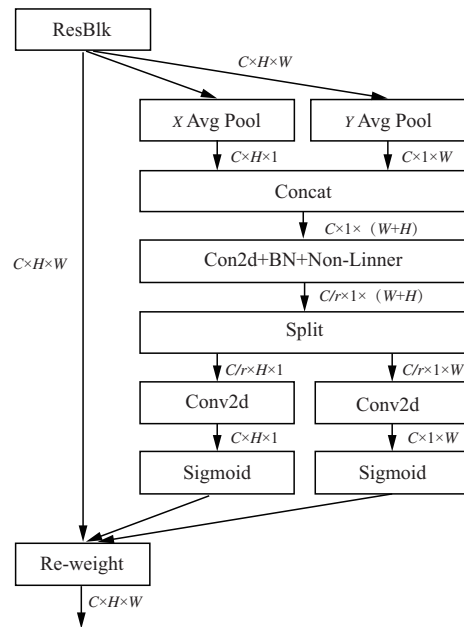 ResBlk
C×H×W
X Avg Pool
Y Avg Pool
C×H×1
C×1×W
Concat
C×1×（W+H）
C×H×W
Con2d+BN+Non-Linner
C/r×1×（W+H）
Split
C/r×H×1
C/r×1×W
Conv2d
Conv2d
C×H×1
C×1×W
Sigmoid
Sigmoid
Re-weight
C×H×W